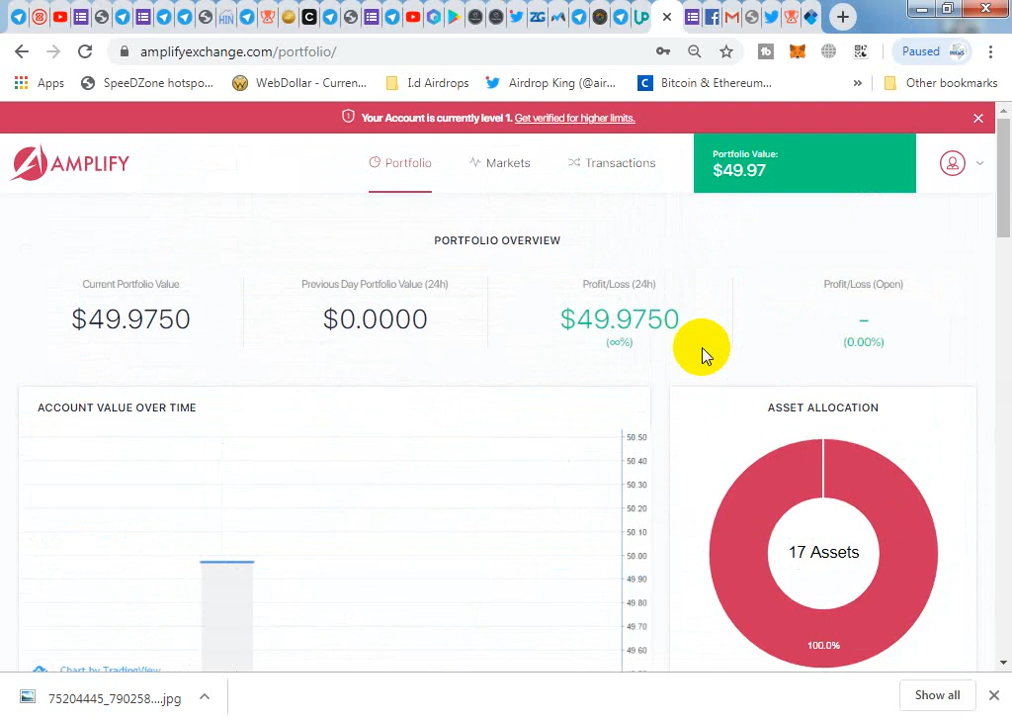 HIN
ZG
UP
amplifyexchange.com/portfolio/
Paused
Apps
SpeeDZone hotspo...
WebDollar - Curren...
I.d Airdrops
Airdrop King (@air...
Bitcoin & Ethereum...
»
Other bookmarks
Your Account is currently level 1. Get verified for higher limits.
AMPLIFY
Portfolio
Markets
Transactions
Portfolio Value:
$49.97
PORTFOLIO OVERVIEW
Current Portfolio Value
Previous Day Portfolio Value (24h)
Profit/Loss (24h)
Profit/Loss (Open)
$49.9750
$0.0000
$49.9750
-
(∞%)
(0.00%)
ACCOUNT VALUE OVER TIME
50.50
50.40
50.30
50.20
50.10
50.00
49.90
49.80
49.70
49.60
Chart by TradingView
ASSET ALLOCATION
17 Assets
100.0%
75204445_790258....jpg
Show all